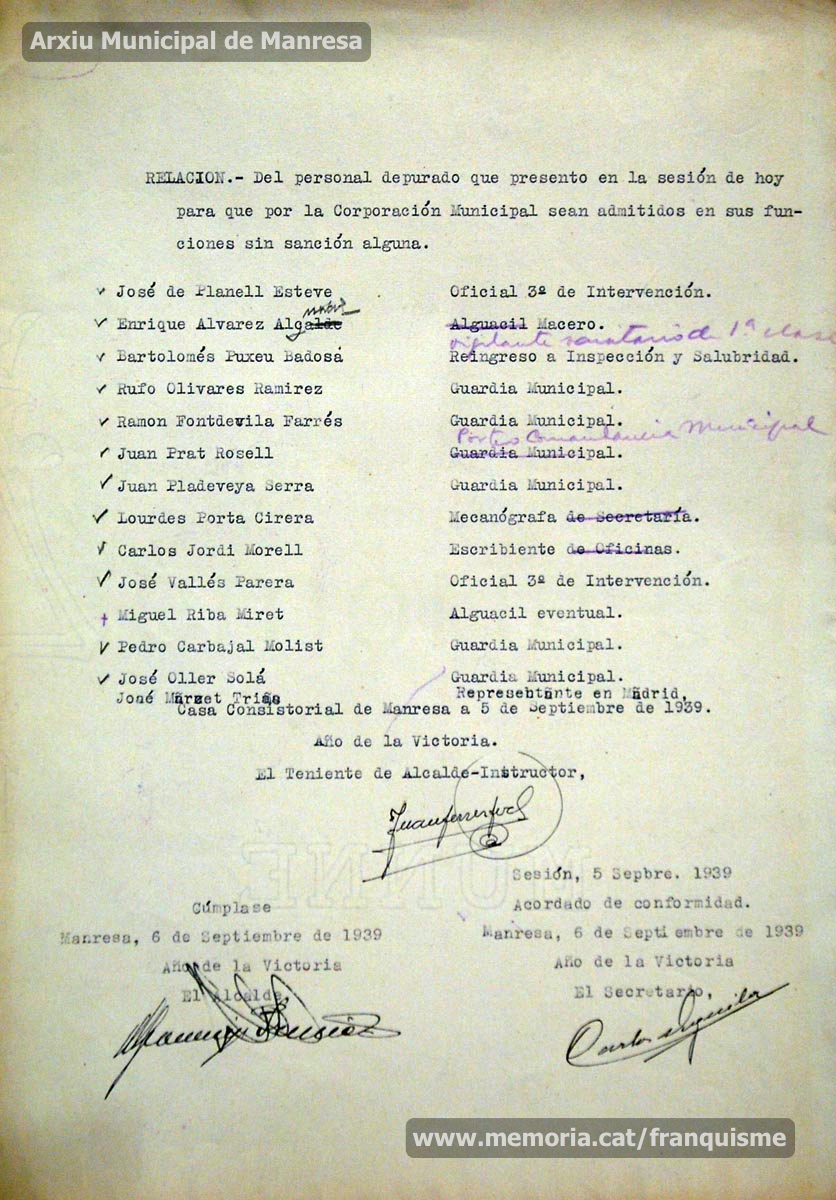 Arxiu Municipal de Manresa
RELACION.- Del personal depurado que presento en la sesión de hoy
para que por la Corporación Municipal sean admitidos en sus fun-
ciones sin sanción alguna.
José de Planell Esteve Oficial 3ª de Intervención.
Enrique Alvarez Alcalde Alguacil Macero.
vigilante sanitario de 1ª clase
Bartolomés Puxeu Badosá Reingreso a Inspección y Salubridad.
Rufo Olivares Ramirez Guardia Municipal.
Ramon Fontdevila Farrés Guardia Municipal.
Comandancia Municipal
Juan Prat Rosell Guardia Municipal.
Juan Pladeveya Serra Guardia Municipal.
Lourdes Porta Cirera Mecanógrafa de Secretaría.
Carlos Jordi Morell Escribiente de Oficinas.
José Vallés Parera Oficial 3ª de Intervención.
Miguel Riba Miret Alguacil eventual.
Pedro Carbajal Molist Guardia Municipal.
José Oller Solá Guardia Municipal.
José Marzet Trias Represebtante en Madrid,
Casa Consistorial de Manresa a 5 de Septiembre de 1939.
Año de la Victoria.
El Teniente de Alcalde-Instructor,
Sesión, 5 Sepbre. 1939
Acordado de conformidad.
Manresa, 6 de Septiembre de 1939
Año de la Victoria
El Secretario,
Cúmplase
Manresa, 6 de Septiembre de 1939
Año de la Victoria
El Alcalde,
www.memoria.cat/franquisme